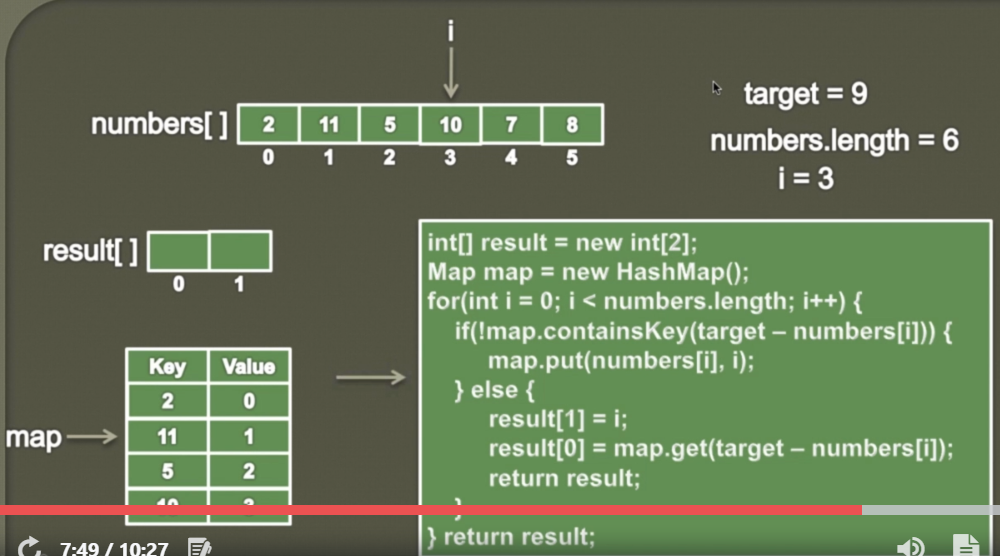 i
numbers[ ]
2 11 5 10 7 8
0 1 2 3 4 5
target = 9
numbers.length = 6
i = 3
result[ ]
0 1
Key Value
2 0
11 1
5 2
map
int[] result = new int[2];
Map map = new HashMap();
for(int i = 0; i < numbers.length; i++) {
if(!map.containsKey(target – numbers[i])) {
map.put(numbers[i], i);
} else {
result[1] = i;
result[0] = map.get(target – numbers[i]);
return result;
}
} return result;
7:49 / 10:27